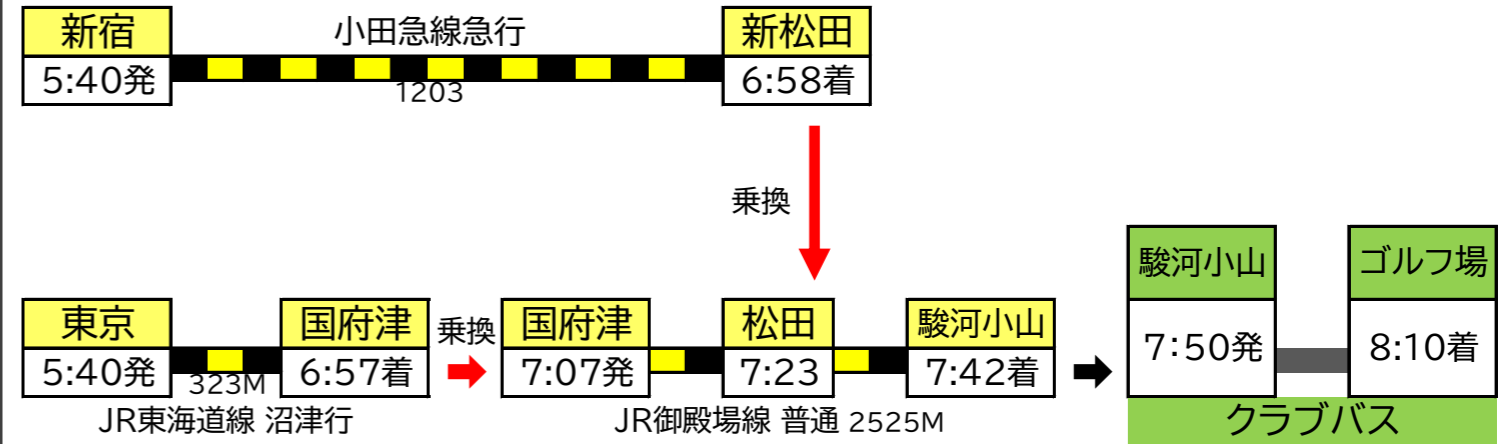 新宿
5:40発
小田急線急行
1203
新松田
6:58着
乗換
東京
5:40発
323M
国府津
6:57着
JR東海道線 沼津行
乗換
国府津
7:07発
松田
7:23
駿河小山
7:42着
JR御殿場線 普通 2525M
駿河小山
7:50発
ゴルフ場
8:10着
クラブバス